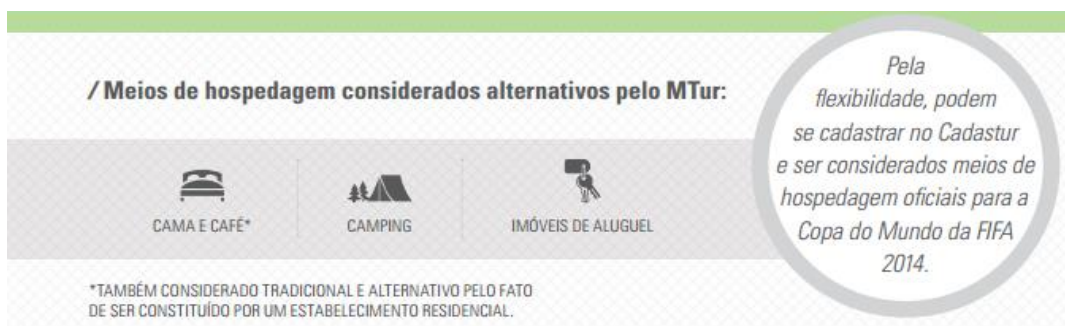 / Meios de hospedagem considerados alternativos pelo MTur:
CAMA E CAFÉ*
CAMPING
IMÓVEIS DE ALUGUEL
*TAMBÉM CONSIDERADO TRADICIONAL E ALTERNATIVO PELO FATO
DE SER CONSTITUÍDO POR UM ESTABELECIMENTO RESIDENCIAL.
Pela
flexibilidade, podem
se cadastrar no Cadastur
e ser considerados meios de
hospedagem oficiais para a
Copa do Mundo da FIFA
2014.